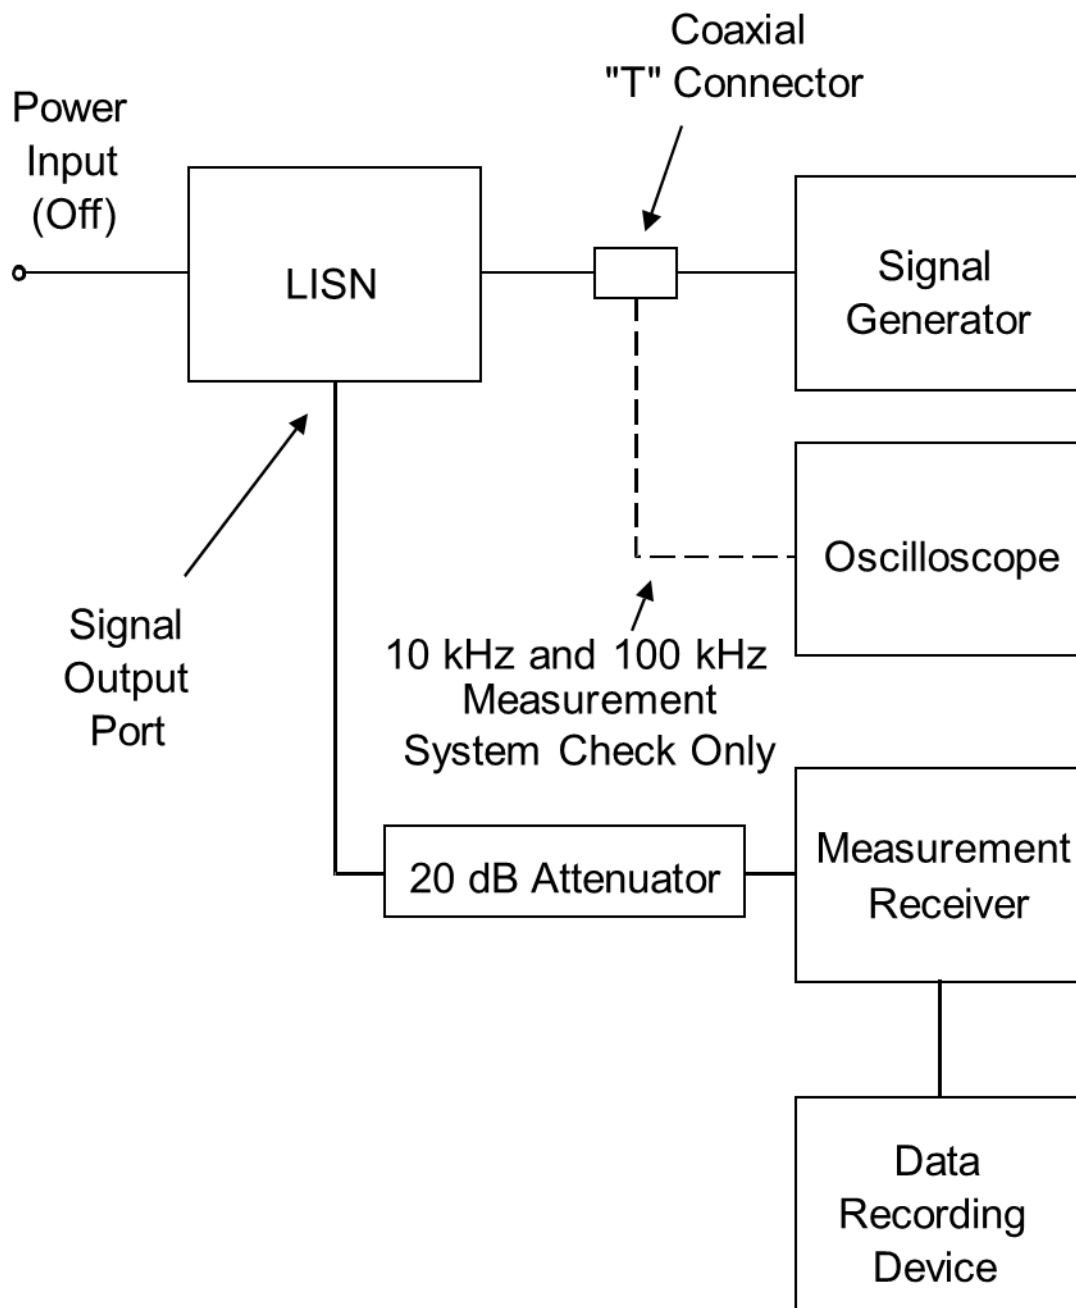 Coaxial
"T" Connector
Power
Input
(Off)
LISN
Signal
Generator
Oscilloscope
Signal
Output
Port
10 kHz and 100 kHz
Measurement
System Check Only
20 dB Attenuator
Measurement
Receiver
Data
Recording
Device